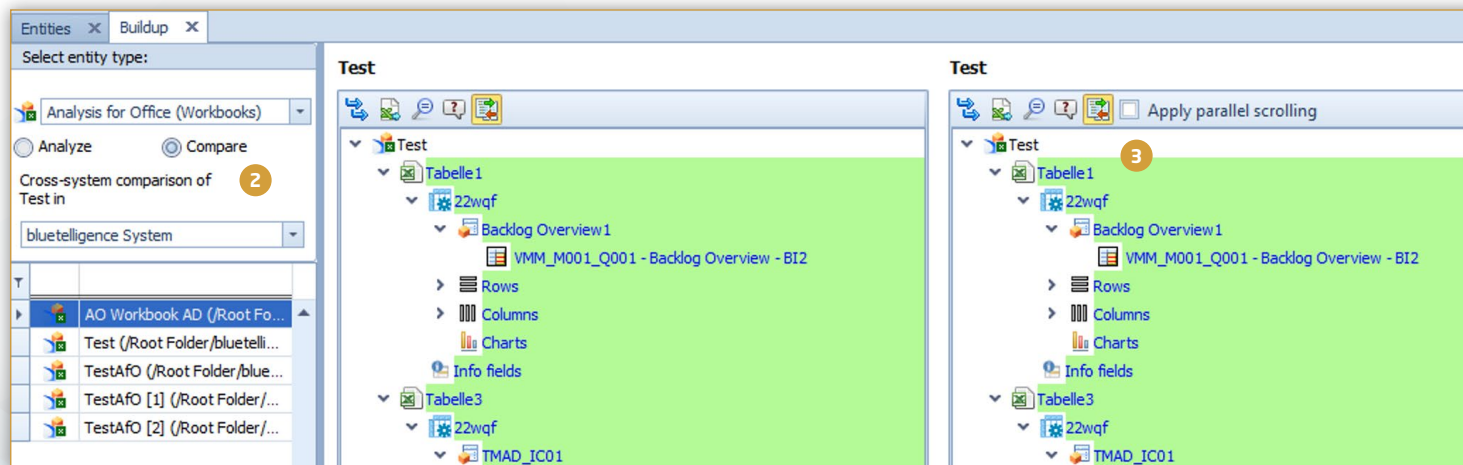 Entities
Buildup
Select entity type:
Analysis for Office (Workbooks)
Analyze
Compare
Cross-system comparison of
Test in
2
bluetelligence System
AO Workbook AD (/Root Fo...
Test (/Root Folder/bluetelli...
TestAfO (/Root Folder/blue...
TestAfO [1] (/Root Folder/...
TestAfO [2] (/Root Folder/...
Test
Test
Tabelle1
22wqf
Backlog Overview1
VMM_M001_Q001 - Backlog Overview - BI2
Rows
Columns
Charts
Info fields
Tabelle3
22wqf
TMAD_IC01
Test
Apply parallel scrolling
3
Test
Tabelle1
22wqf
Backlog Overview1
VMM_M001_Q001 - Backlog Overview - BI2
Rows
Columns
Charts
Info fields
Tabelle3
22wqf
TMAD_IC01